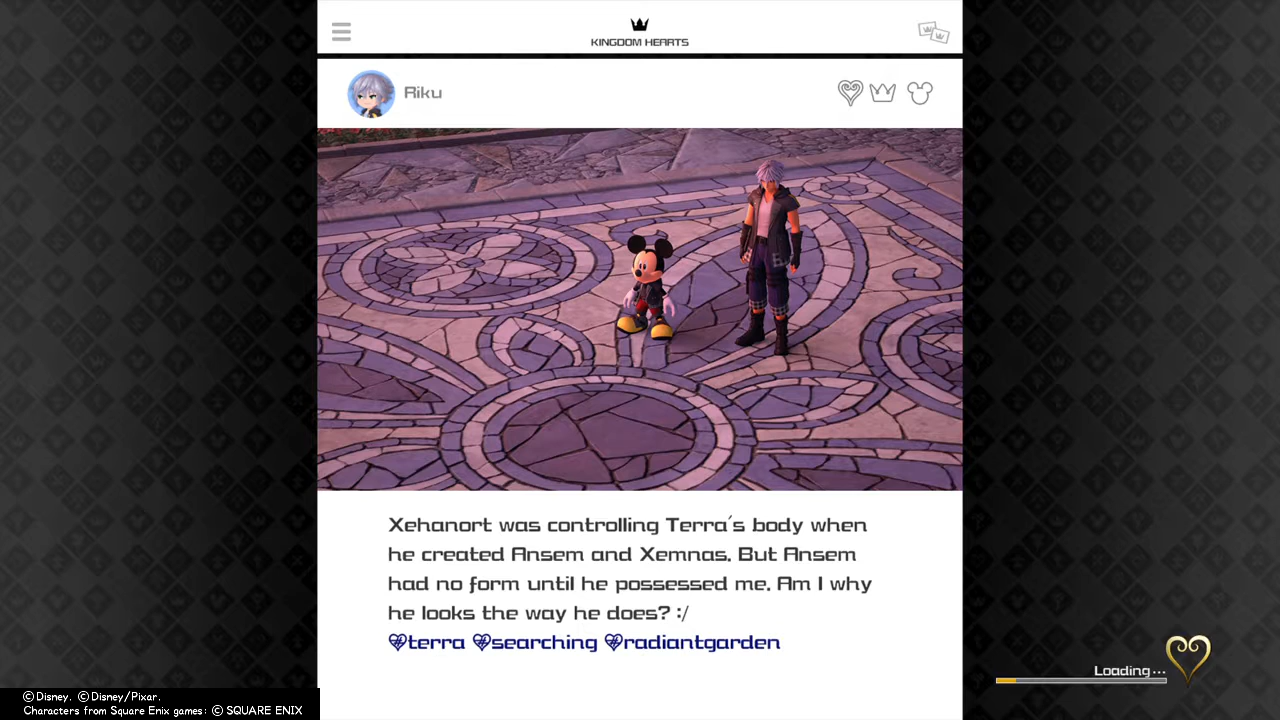 KINGDOM HEARTS
Riku
Xehanort was controlling Terra's body when
he created Ansem and Xemnas. But Ansem
had no form until he possessed me. Am I why
he looks the way he does? :/
#terra #searching #radiantgarden
Loading...
©Disney. ©Disney/Pixar.
Characters from Square Enix games: © SQUARE ENIX